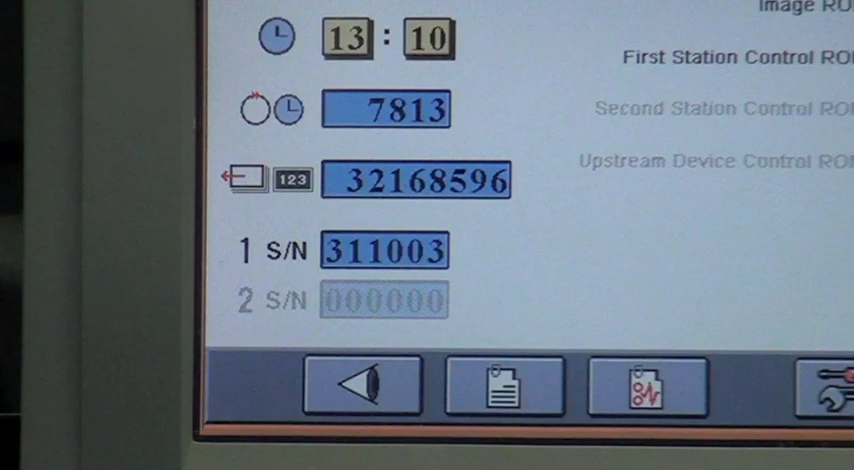 Image RO
13 : 10
First Station Control RO
7813
Second Station Control RO
Upstream Device Control RO
123 32168596
1 S/N 311003
2 S/N 000000